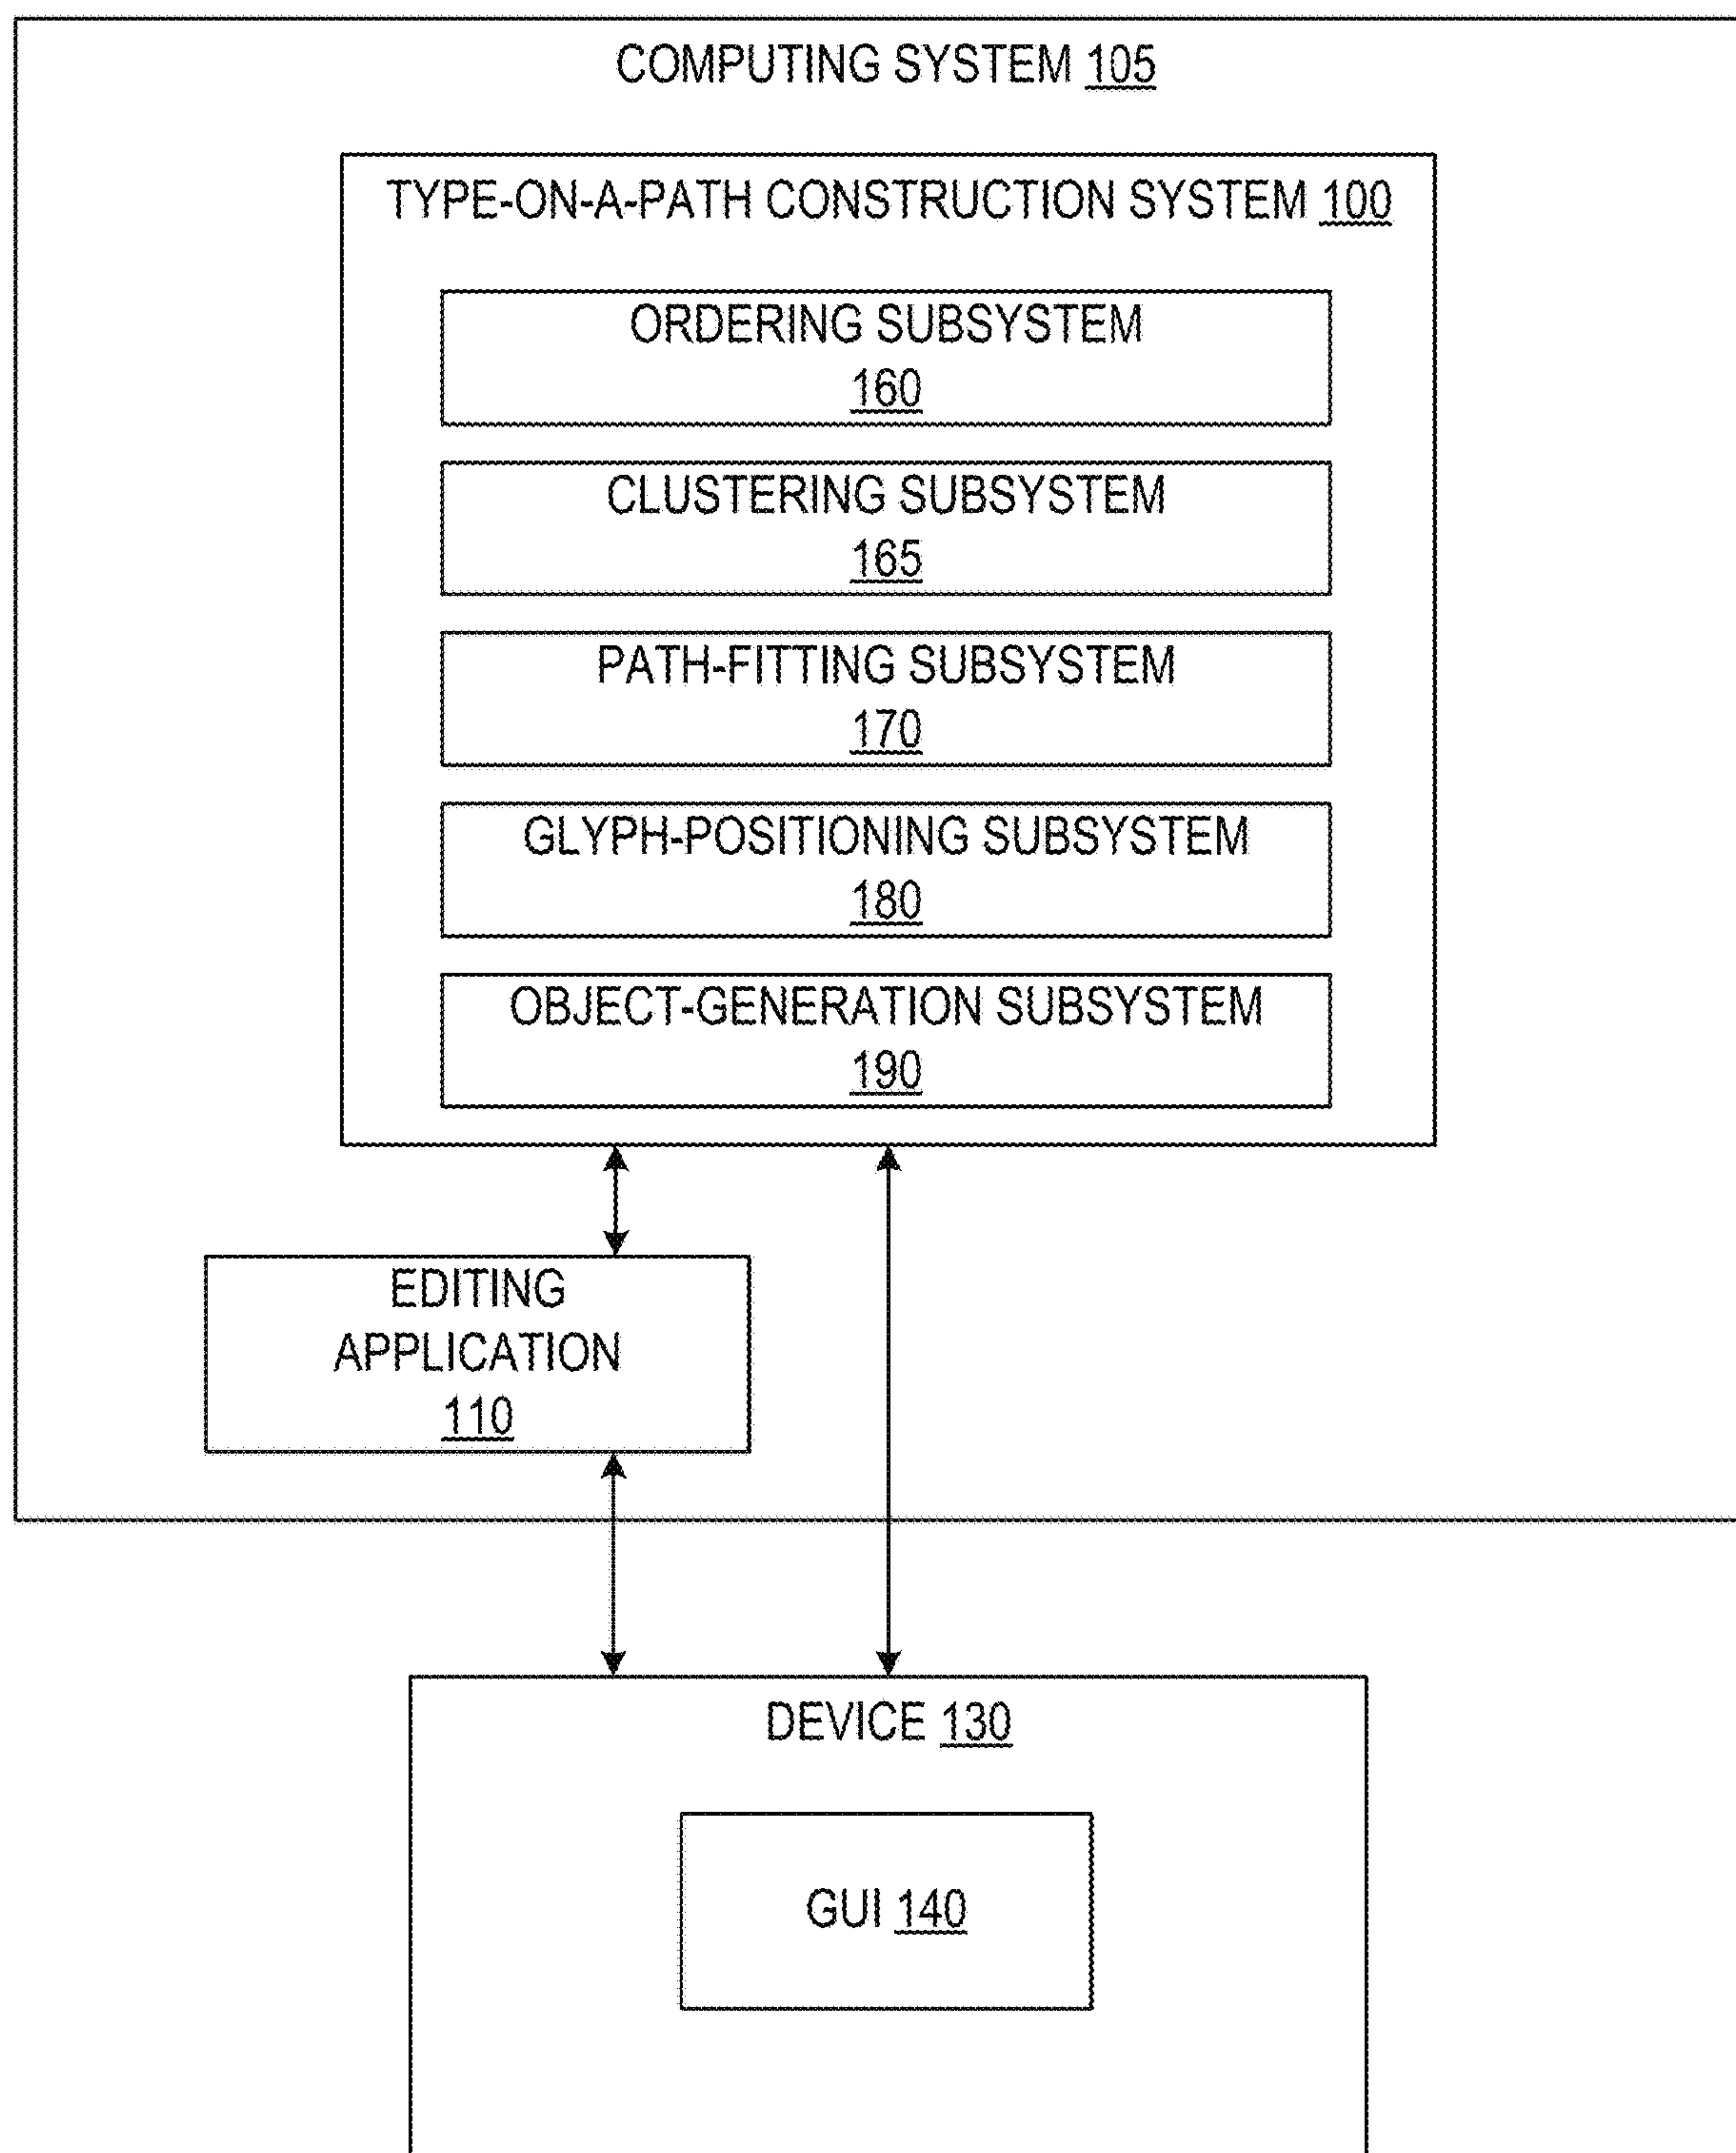 COMPUTING SYSTEM 105
TYPE-ON-A-PATH CONSTRUCTION SYSTEM 100
ORDERING SUBSYSTEM
160
CLUSTERING SUBSYSTEM
165
PATH-FITTING SUBSYSTEM
170
GLYPH-POSITIONING SUBSYSTEM
180
OBJECT-GENERATION SUBSYSTEM
190
EDITING
APPLICATION
110
DEVICE 130
GUI 140